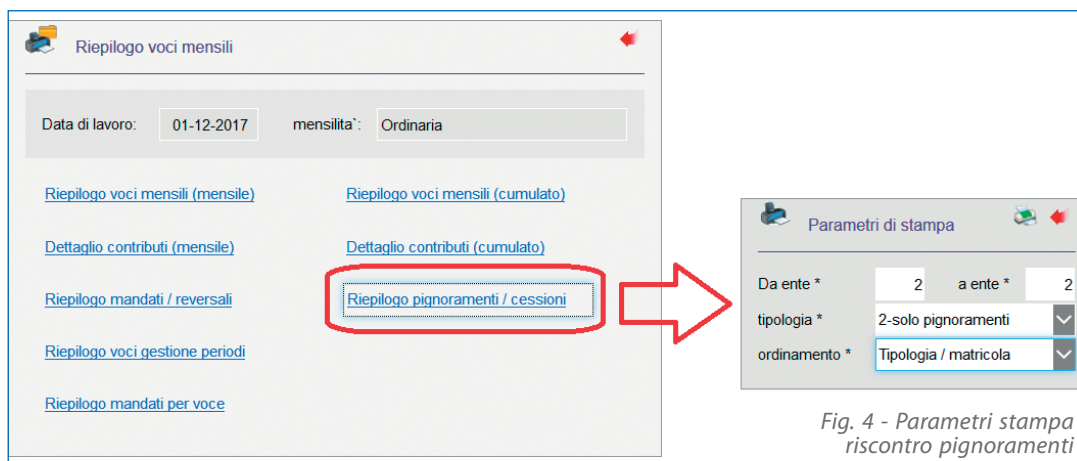 Riepilogo voci mensili
Data di lavoro: 01-12-2017 mensilita`: Ordinaria
Riepilogo voci mensili (mensile) Riepilogo voci mensili (cumulato)
Dettaglio contributi (mensile) Dettaglio contributi (cumulato)
Riepilogo mandati / reversali Riepilogo pignoramenti / cessioni
Riepilogo voci gestione periodi
Riepilogo mandati per voce
Parametri di stampa
Da ente * 2 a ente * 2
tipologia * 2-solo pignoramenti
ordinamento * Tipologia / matricola
Fig. 4 - Parametri stampa
riscontro pignoramenti